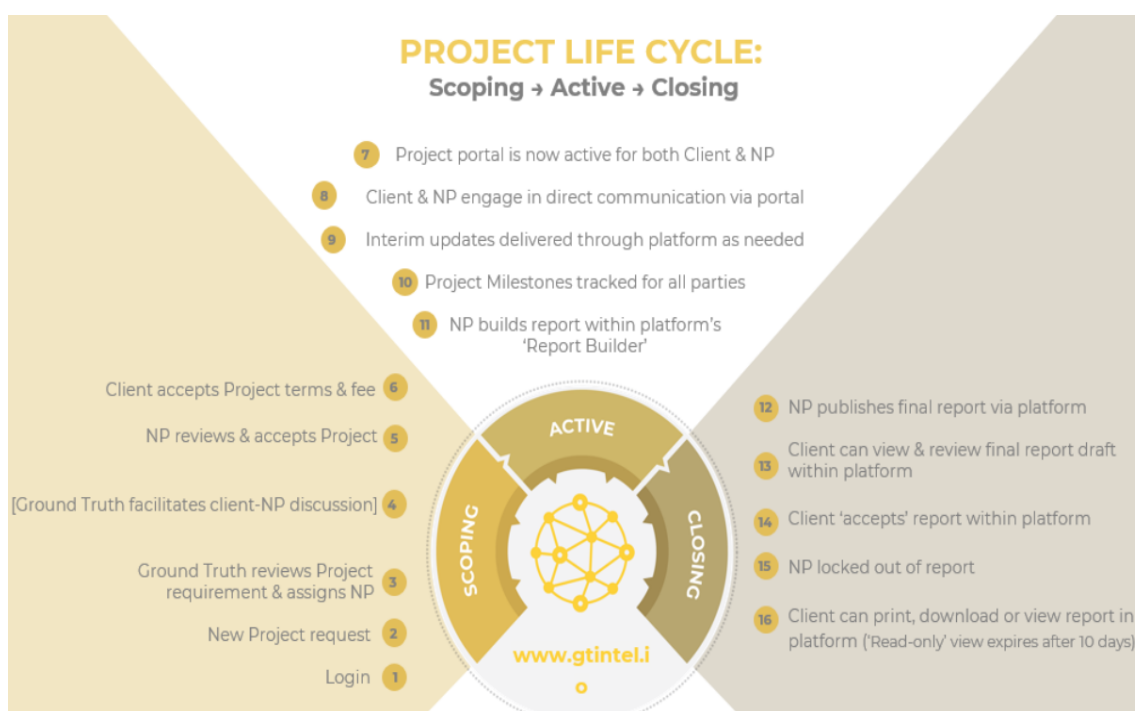 PROJECT LIFE CYCLE:
Scoping → Active → Closing
7 Project portal is now active for both Client & NP
8 Client & NP engage in direct communication via portal
9 Interim updates delivered through platform as needed
10 Project Milestones tracked for all parties
11 NP builds report within platform's
'Report Builder'
Client accepts Project terms & fee 6
NP reviews & accepts Project 5
[Ground Truth facilitates client-NP discussion] 4
Ground Truth reviews Project
requirement & assigns NP 3
New Project request 2
Login 1
SCOPING
ACTIVE
CLOSING
www.gtintel.i
o
12 NP publishes final report via platform
13 Client can view & review final report draft
within platform
14 Client 'accepts' report within platform
15 NP locked out of report
16 Client can print, download or view report in
platform ('Read-only' view expires after 10 days)